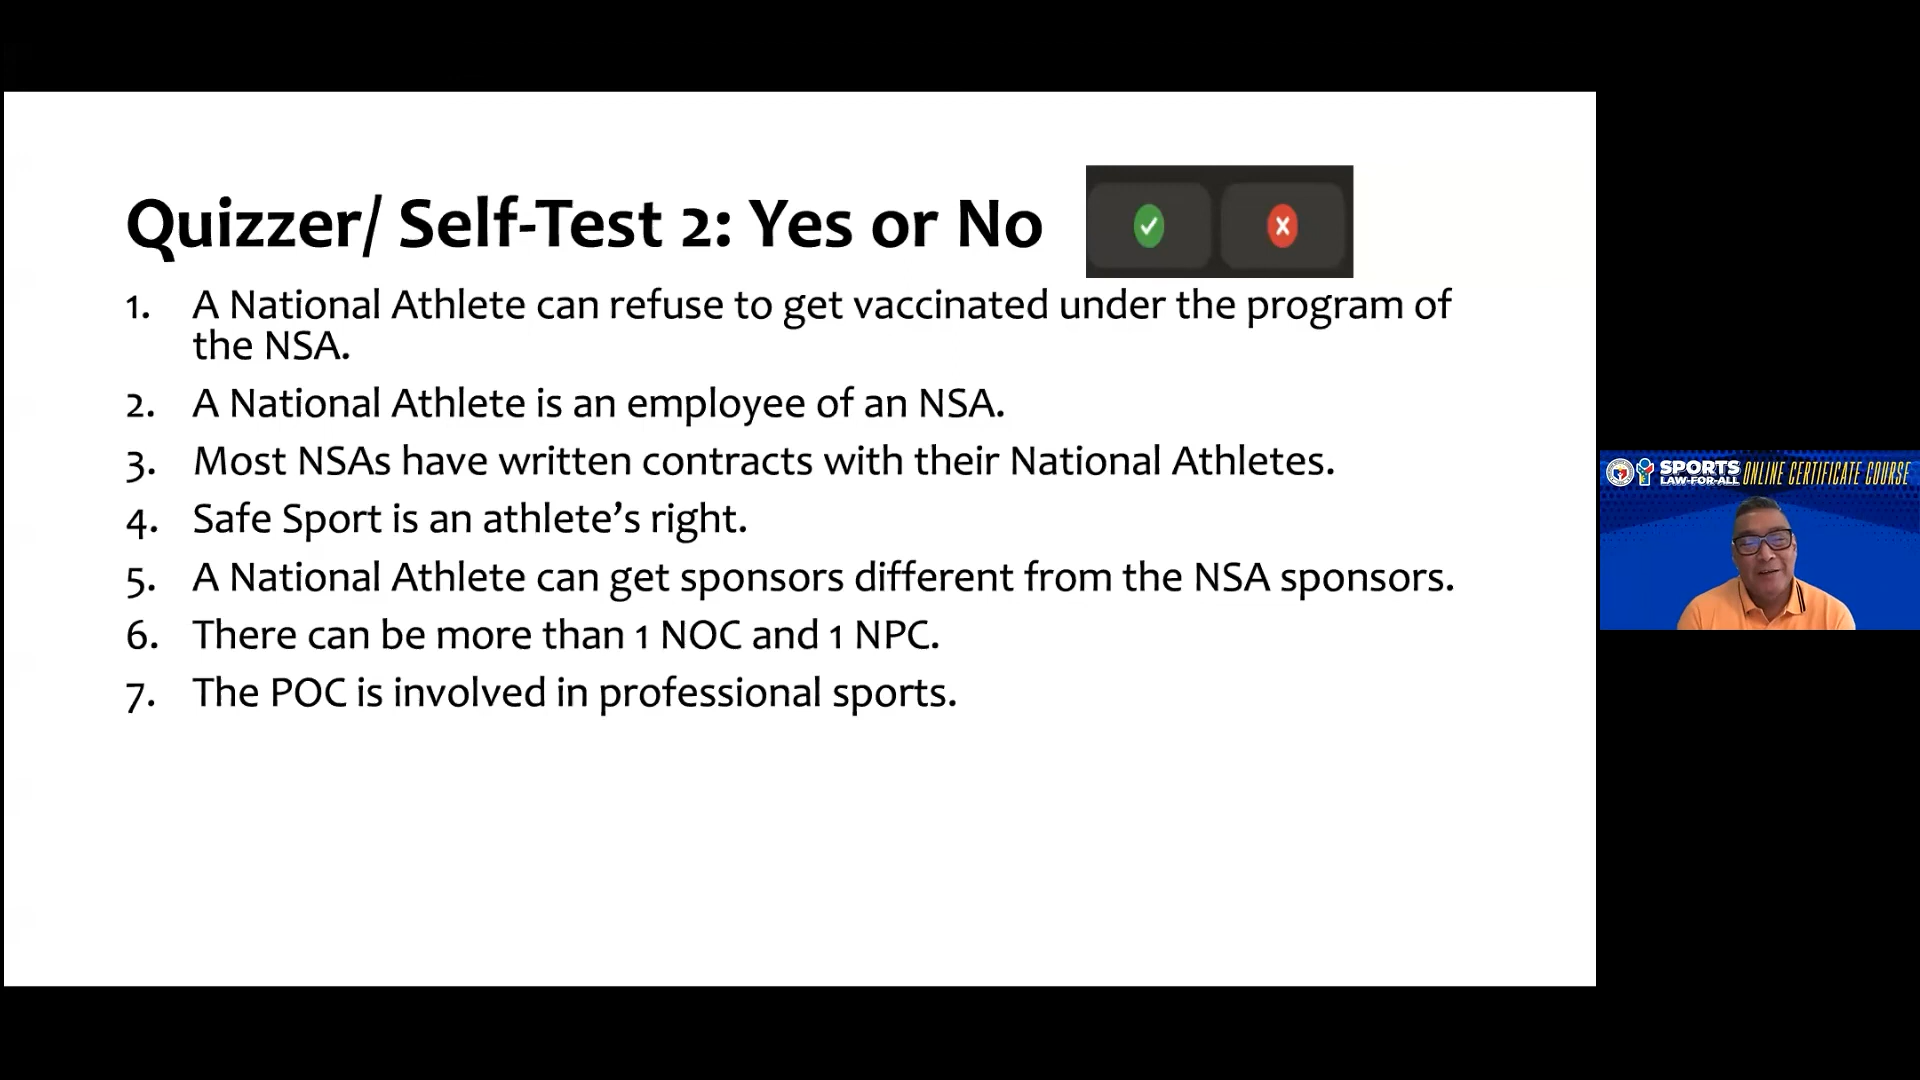 Quizzer/ Self-Test 2: Yes or No
1. A National Athlete can refuse to get vaccinated under the program of
the NSA.
2. A National Athlete is an employee of an NSA.
3. Most NSAs have written contracts with their National Athletes.
4. Safe Sport is an athlete’s right.
5. A National Athlete can get sponsors different from the NSA sponsors.
6. There can be more than 1 NOC and 1 NPC.
7. The POC is involved in professional sports.
SPORTS
LAW-FOR-ALL
ONLINE CERTIFICATE COURSE